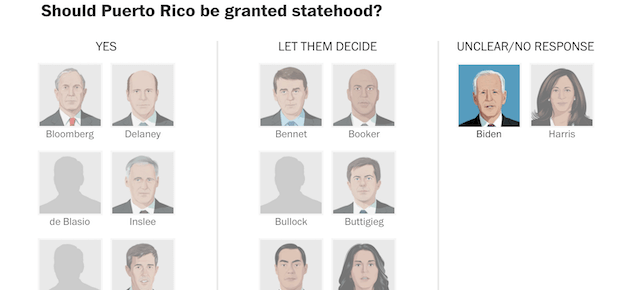 Should Puerto Rico be granted statehood?
YES LET THEM DECIDE UNCLEAR/NO RESPONSE
Bloomberg Delaney Bennet Booker Biden Harris
de Blasio Inslee Bullock Buttigieg